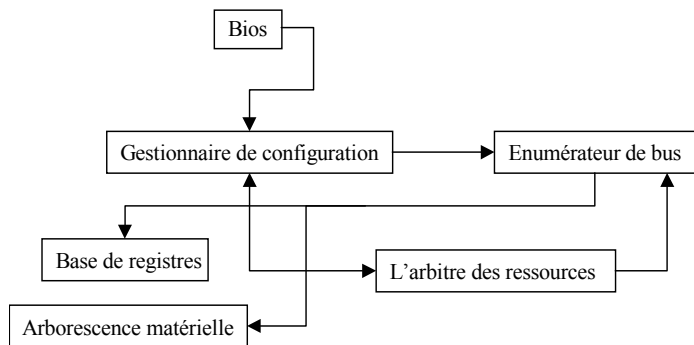 Bios
Gestionnaire de configuration
Enumérateur de bus
Base de registres
L’arbitre des ressources
Arborescence matérielle